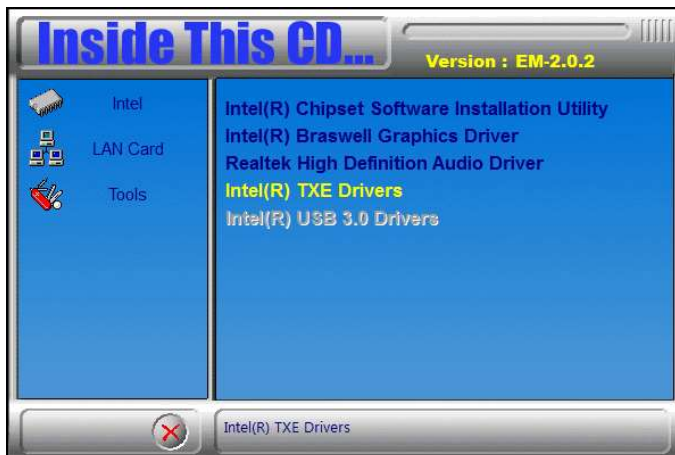 Inside This CD...
Version : EM-2.0.2
Intel
LAN Card
Tools
Intel(R) Chipset Software Installation Utility
Intel(R) Braswell Graphics Driver
Realtek High Definition Audio Driver
Intel(R) TXE Drivers
Intel(R) USB 3.0 Drivers
Intel(R) TXE Drivers